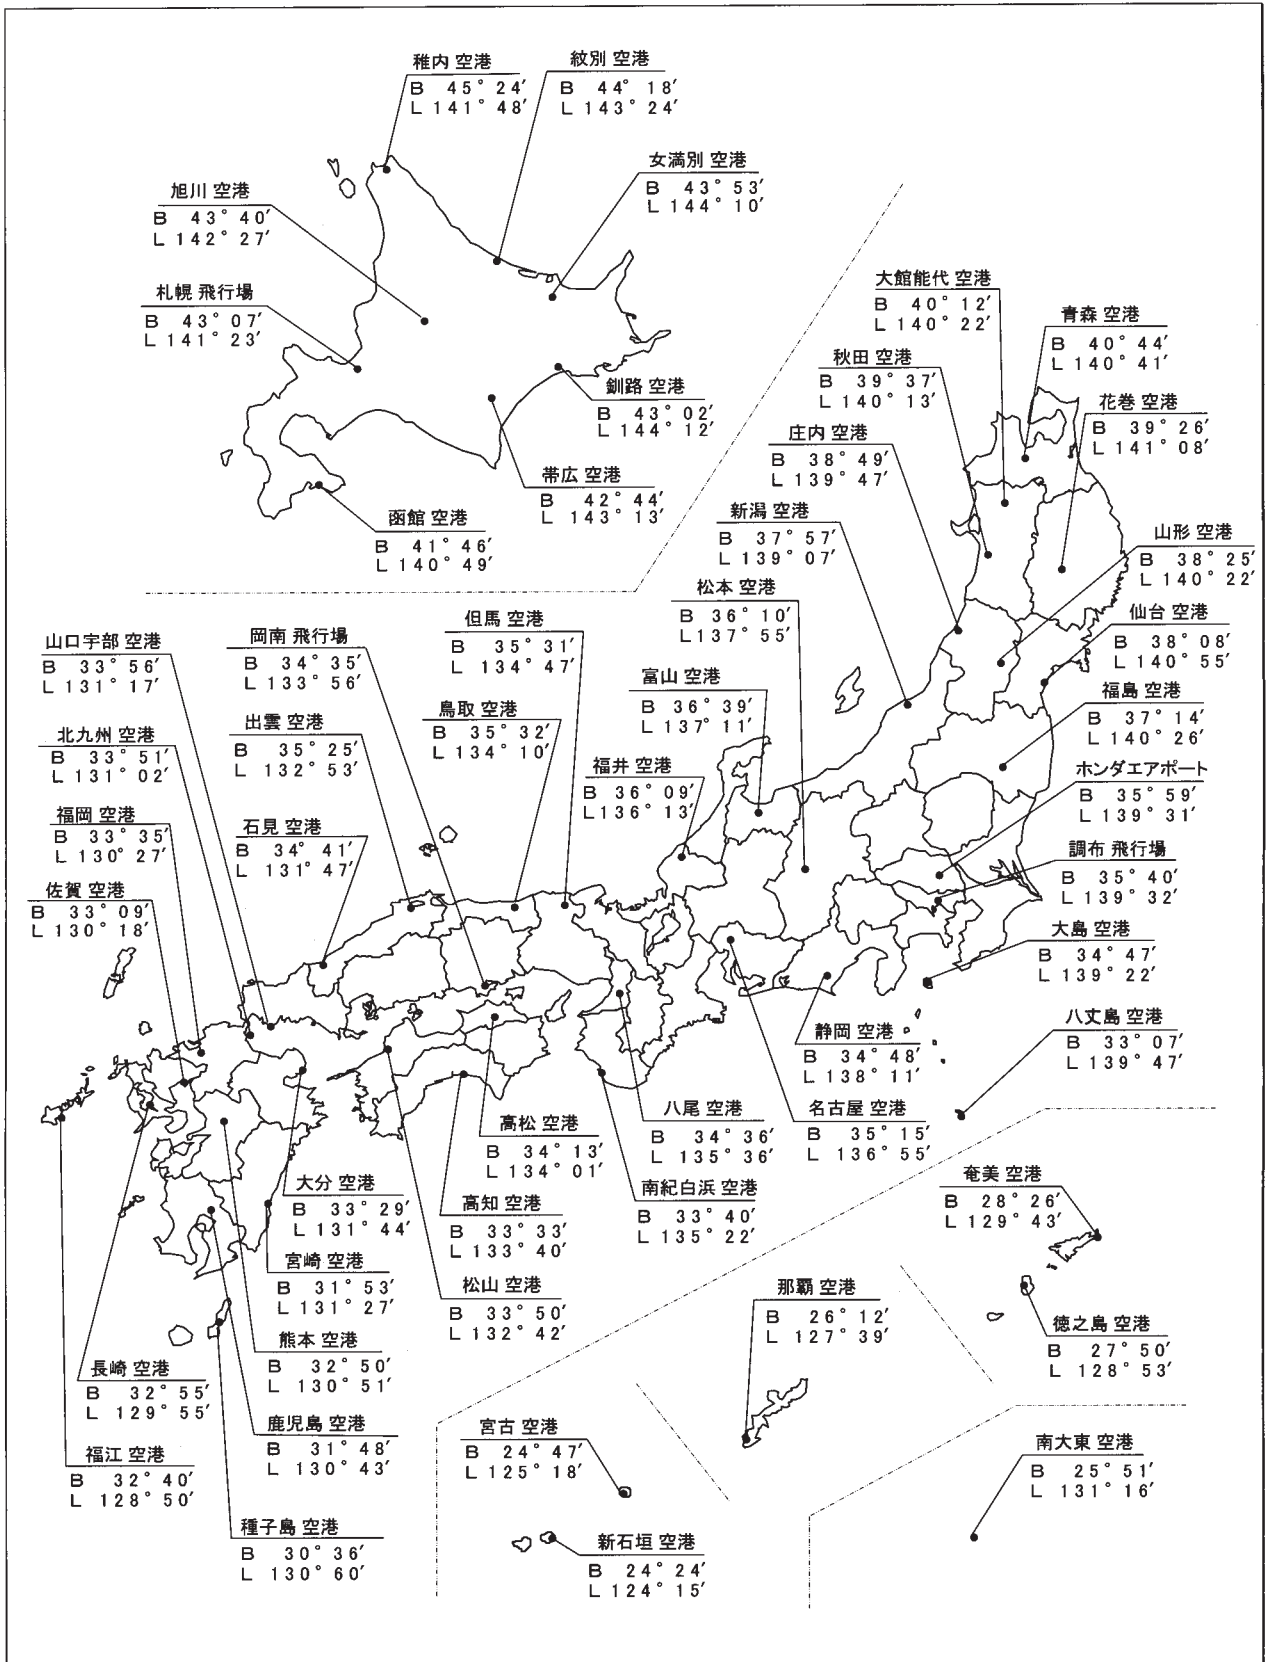 稚内 空港
B 45°24′
L 141°48′
紋別 空港
B 44°18′
L 143°24′
女満別 空港
B 43°53′
L 144°10′
旭川 空港
B 43°40′
L 142°27′
札幌 飛行場
B 43°07′
L 141°23′
釧路 空港
B 43°02′
L 144°12′
帯広 空港
B 42°44′
L 143°13′
函館 空港
B 41°46′
L 140°49′
大館能代 空港
B 40°12′
L 140°22′
青森 空港
B 40°44′
L 140°41′
秋田 空港
B 39°37′
L 140°13′
花巻 空港
B 39°26′
L 141°08′
庄内 空港
B 38°49′
L 139°47′
新潟 空港
B 37°57′
L 139°07′
山形 空港
B 38°25′
L 140°22′
松本 空港
B 36°10′
L 137°55′
仙台 空港
B 38°08′
L 140°55′
富山 空港
B 36°39′
L 137°11′
福島 空港
B 37°14′
L 140°26′
福井 空港
B 36°09′
L 136°13′
ホンダエアポート
B 35°59′
L 139°31′
調布 飛行場
B 35°40′
L 139°32′
大島 空港
B 34°47′
L 139°22′
八丈島 空港
B 33°07′
L 139°47′
山口宇部 空港
B 33°56′
L 131°17′
岡南 飛行場
B 34°35′
L 133°56′
但馬 空港
B 35°31′
L 134°47′
北九州 空港
B 33°51′
L 131°02′
出雲 空港
B 35°25′
L 132°53′
鳥取 空港
B 35°32′
L 134°10′
福岡 空港
B 33°35′
L 130°27′
石見 空港
B 34°41′
L 131°47′
佐賀 空港
B 33°09′
L 130°18′
静岡 空港
B 34°48′
L 138°11′
名古屋 空港
B 35°15′
L 136°55′
八尾 空港
B 34°36′
L 135°36′
高松 空港
B 34°13′
L 134°01′
南紀白浜 空港
B 33°40′
L 135°22′
大分 空港
B 33°29′
L 131°44′
高知 空港
B 33°33′
L 133°40′
宮崎 空港
B 31°53′
L 131°27′
松山 空港
B 33°50′
L 132°42′
熊本 空港
B 32°50′
L 130°51′
長崎 空港
B 32°55′
L 129°55′
鹿児島 空港
B 31°48′
L 130°43′
福江 空港
B 32°40′
L 128°50′
種子島 空港
B 30°36′
L 130°60′
奄美 空港
B 28°26′
L 129°43′
那覇 空港
B 26°12′
L 127°39′
徳之島 空港
B 27°50′
L 128°53′
宮古 空港
B 24°47′
L 125°18′
南大東 空港
B 25°51′
L 131°16′
新石垣 空港
B 24°24′
L 124°15′